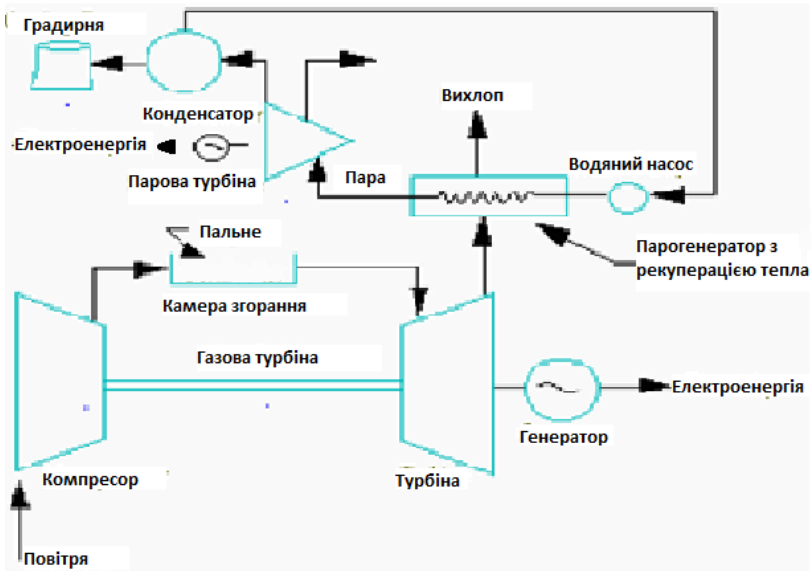 Градирня
Конденсатор
Вихлоп
Електроенергія
Водяний насос
Парова турбіна
Пара
Пальне
Парогенератор з
рекуперацією тепла
Камера згорання
Газова турбіна
Електроенергія
Генератор
Компресор
Турбіна
Повітря